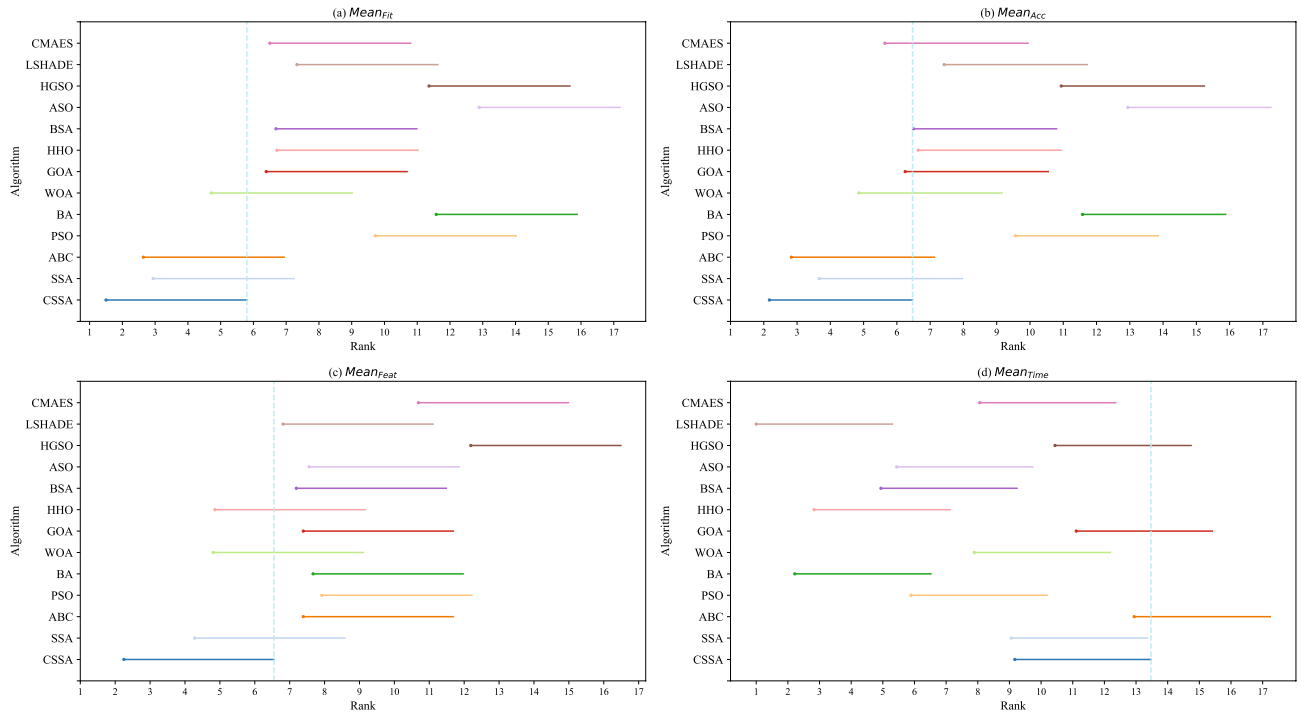 (a) Mean_Fit
CMAES
LSHADE
HGSO
ASO
BSA
HHO
GOA
WOA
BA
PSO
ABC
SSA
CSSA
Algorithm
1 2 3 4 5 6 7 8 9 10 11 12 13 14 15 16 17
Rank
(b) Mean_Acc
CMAES
LSHADE
HGSO
ASO
BSA
HHO
GOA
WOA
BA
PSO
ABC
SSA
CSSA
Algorithm
1 2 3 4 5 6 7 8 9 10 11 12 13 14 15 16 17
Rank
(c) Mean_Feat
CMAES
LSHADE
HGSO
ASO
BSA
HHO
GOA
WOA
BA
PSO
ABC
SSA
CSSA
Algorithm
1 2 3 4 5 6 7 8 9 10 11 12 13 14 15 16 17
Rank
(d) Mean_Time
CMAES
LSHADE
HGSO
ASO
BSA
HHO
GOA
WOA
BA
PSO
ABC
SSA
CSSA
Algorithm
1 2 3 4 5 6 7 8 9 10 11 12 13 14 15 16 17
Rank